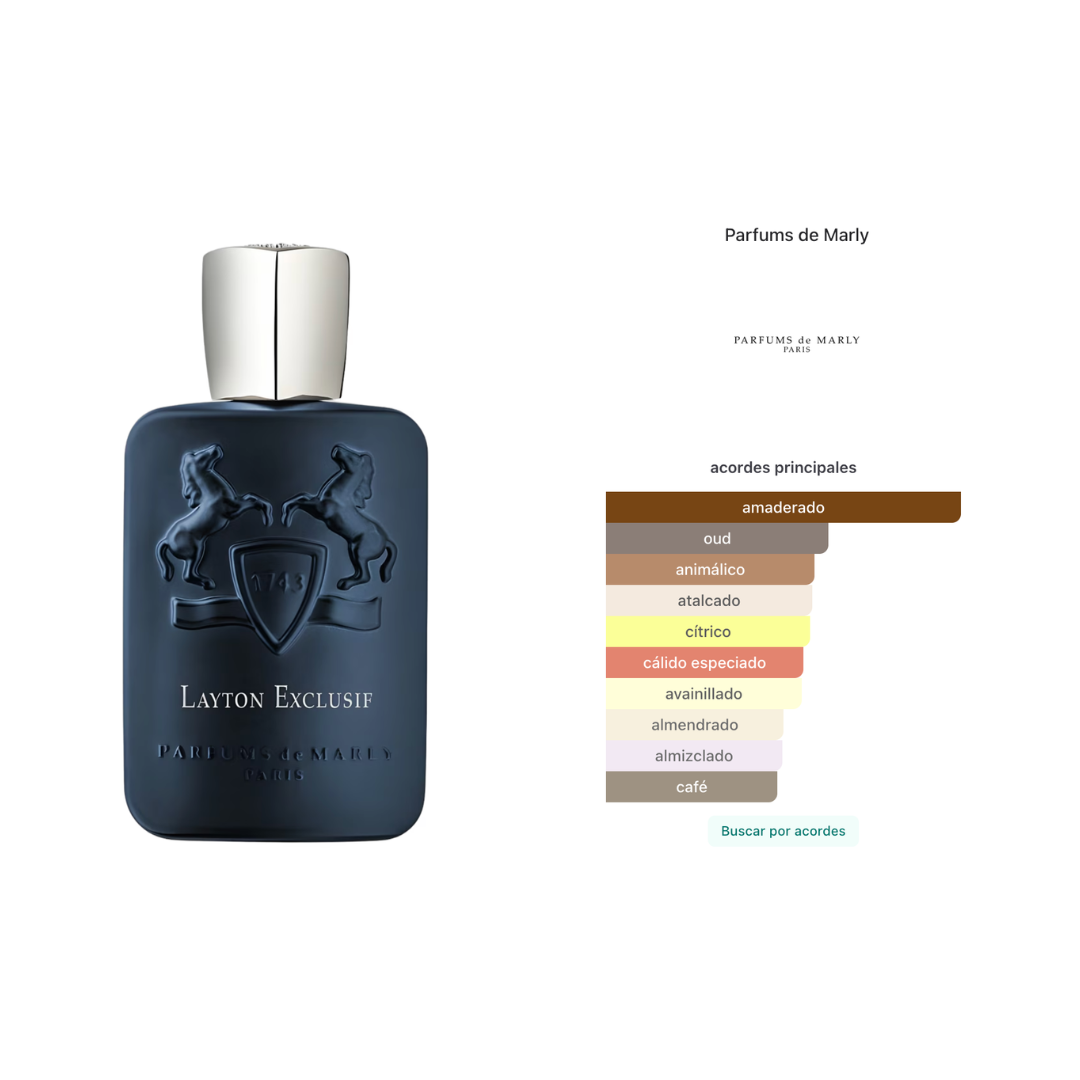 1743
LAYTON EXCLUSIF
PARFUMS de MARLY
PARIS
Parfums de Marly
PARFUMS de MARLY
PARIS
acordes principales
amaderado
oud
animálico
atalcado
cítrico
cálido especiado
avainillado
almendrado
almizclado
café
Buscar por acordes